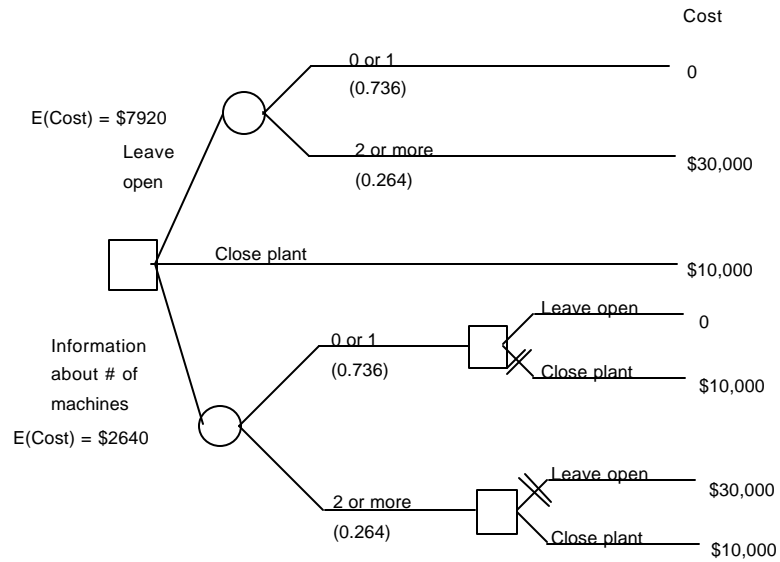 Cost
0 or 1
0
(0.736)
E(Cost) = $7920
Leave
open
2 or more
$30,000
(0.264)
Close plant
$10,000
Leave open
0
Information
about # of
machines
E(Cost) = $2640
0 or 1
(0.736)
Close plant
$10,000
Leave open
$30,000
2 or more
(0.264)
Close plant
$10,000